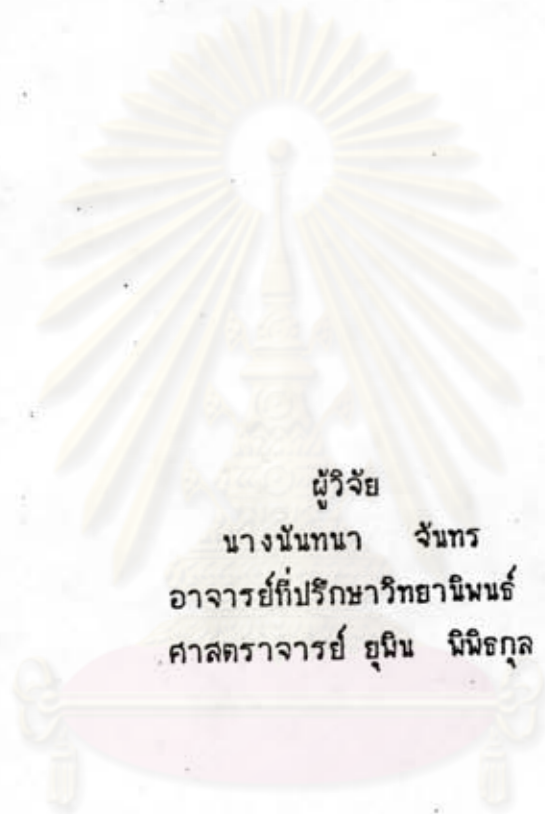 ผู้วิจัย
นางนันทนา จันทร
อาจารย์ที่ปรึกษาวิทยานิพนธ์
ศาสตราจารย์ ยุพิน พิพิธกุล